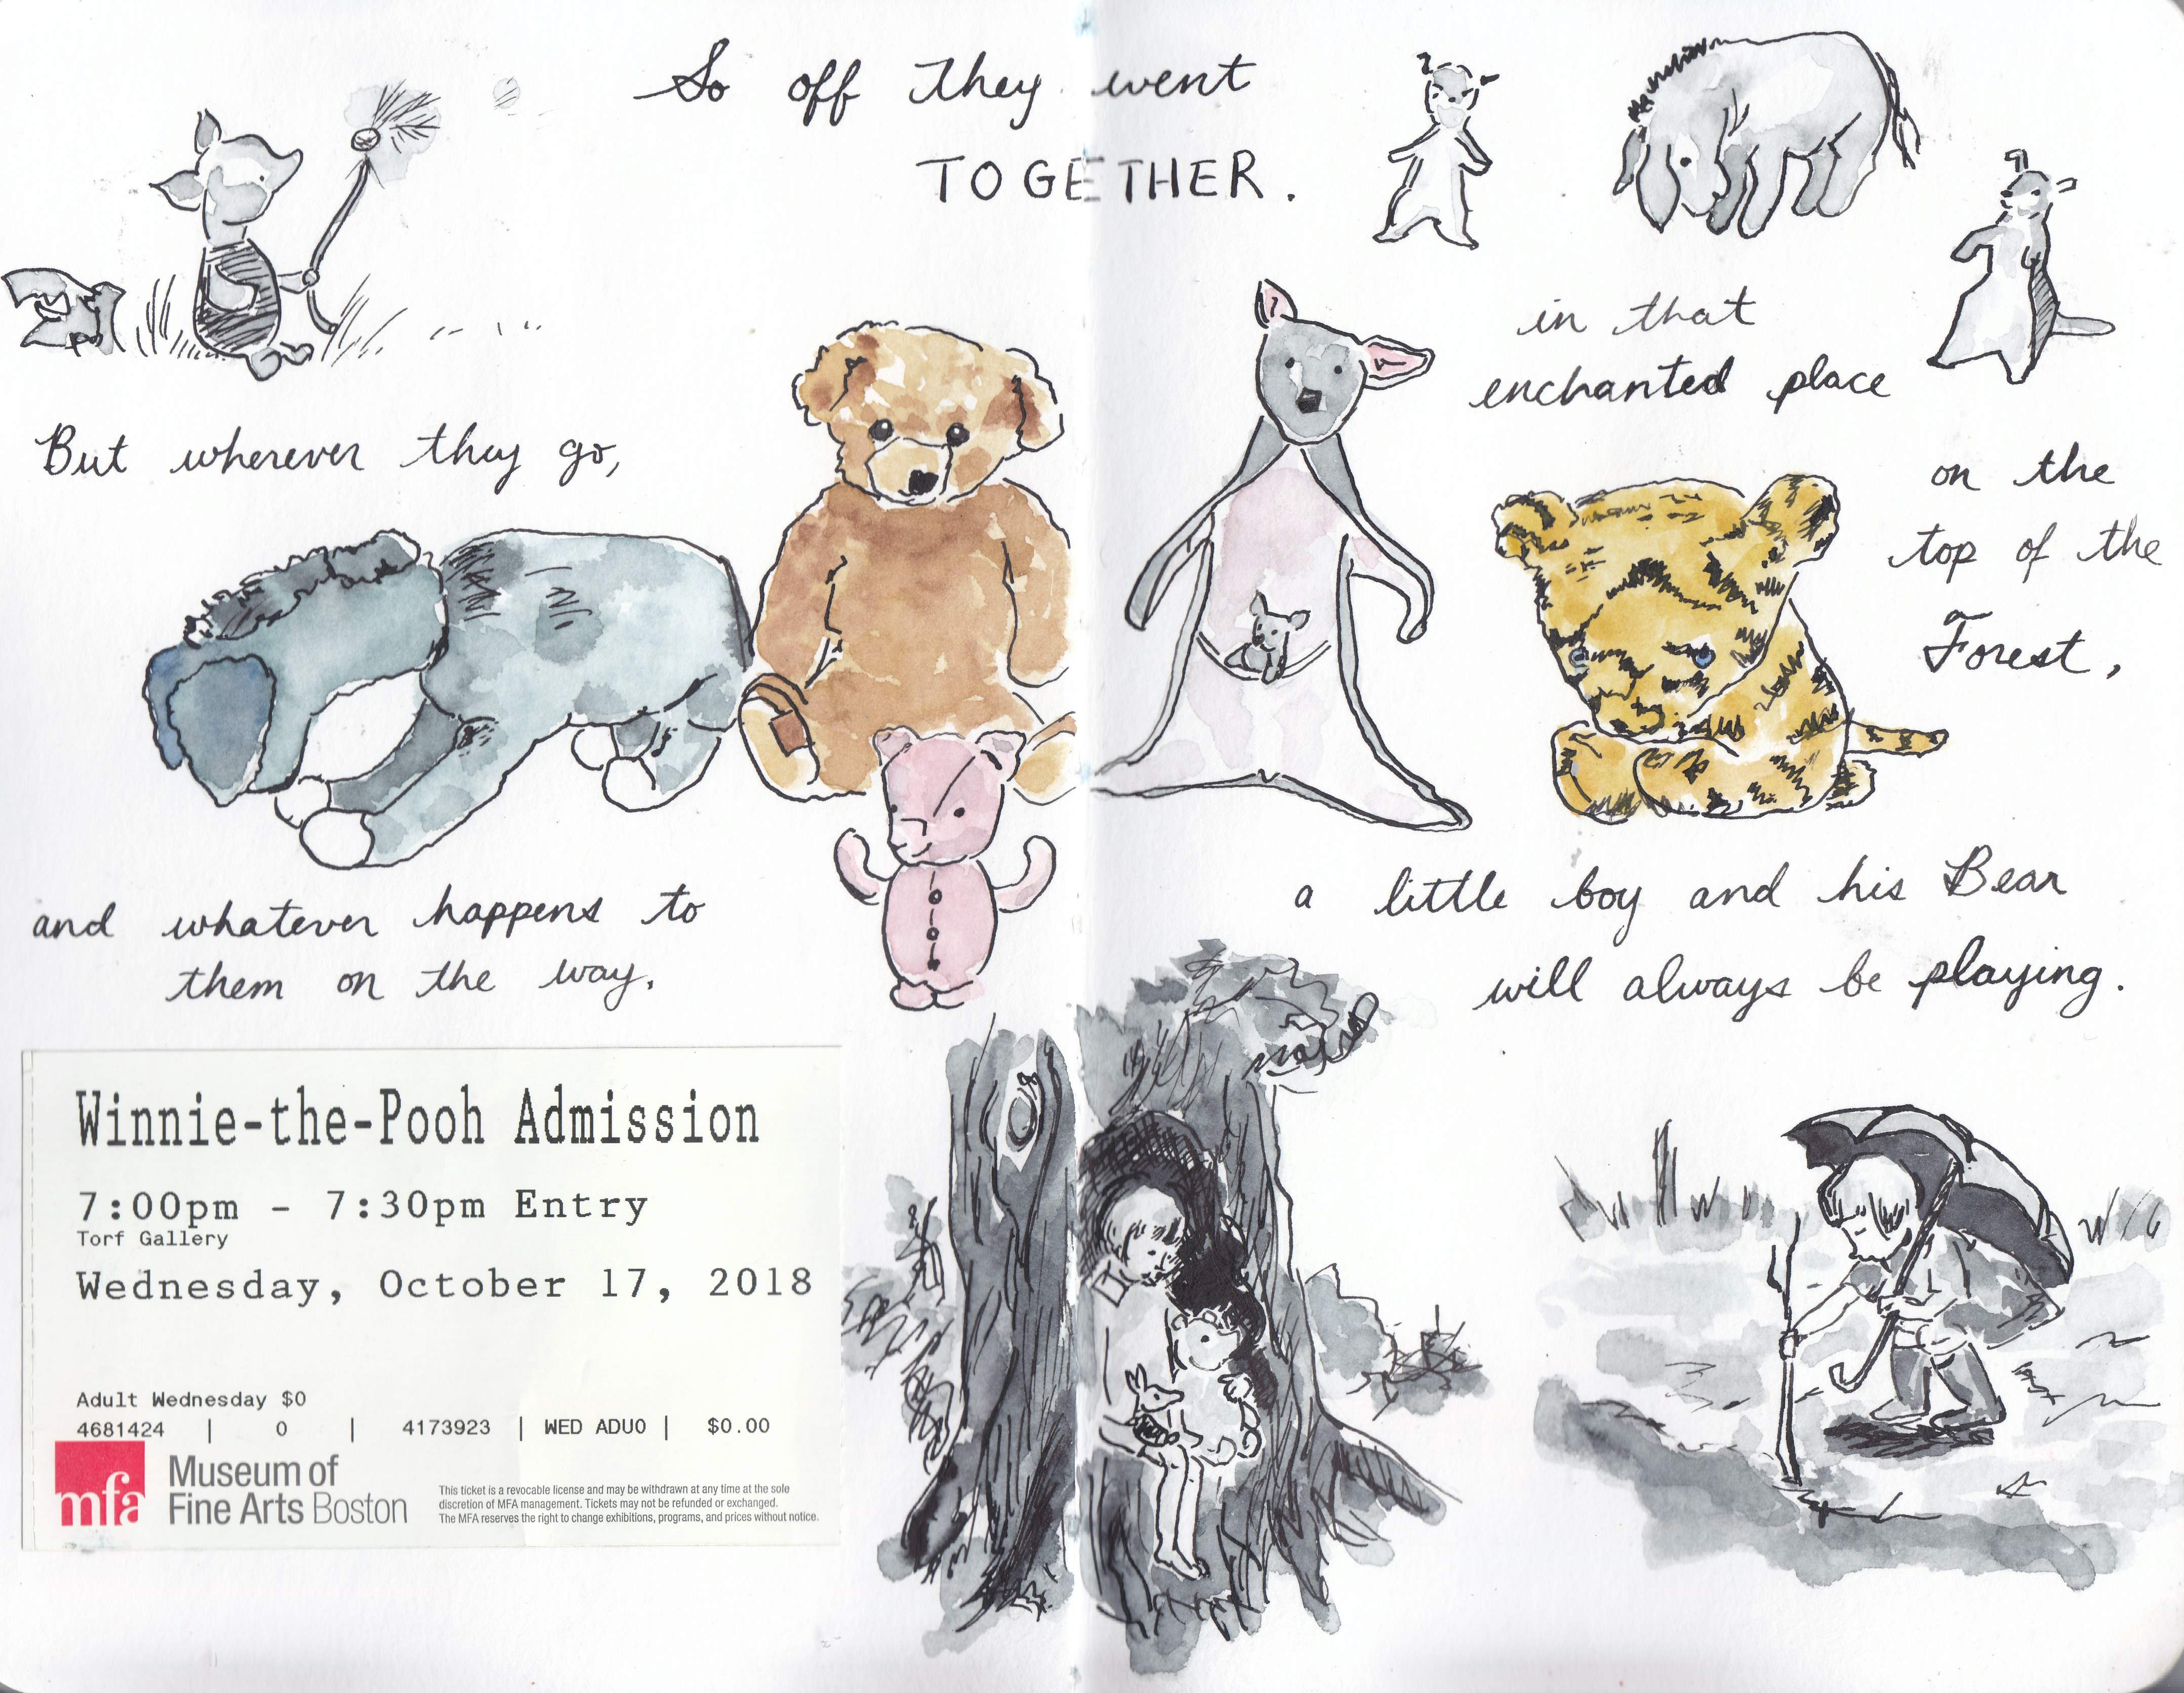 So off they went
TOGETHER.
But wherever they go,
and whatever happens to
them on the way,
in that
enchanted place
on the
top of the
Forest,
a little boy and his Bear
will always be playing.
Winnie-the-Pooh Admission
7:00pm - 7:30pm Entry
Torf Gallery
Wednesday, October 17, 2018
Adult Wednesday $0
4681424 | 0 | 4173923 | WED ADU0 | $0.00
mfa
Museum of
Fine Arts Boston
This ticket is a revocable license and may be withdrawn at any time at the sole
discretion of MFA management. Tickets may not be refunded or exchanged.
The MFA reserves the right to change exhibitions, programs, and prices without notice.